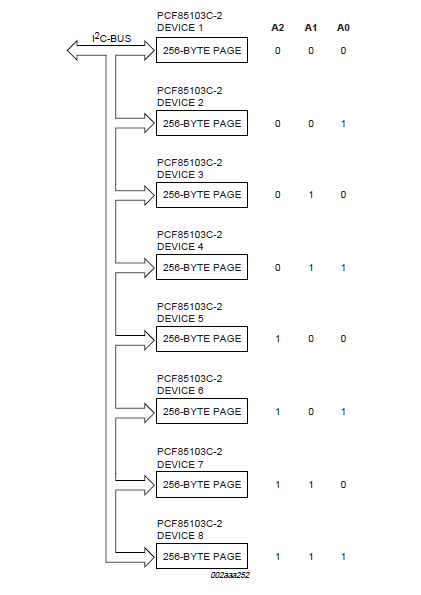 PCF85103C-2
DEVICE 1
A2 A1 A0
I2C-BUS
256-BYTE PAGE 0 0 0
PCF85103C-2
DEVICE 2
256-BYTE PAGE 0 0 1
PCF85103C-2
DEVICE 3
256-BYTE PAGE 0 1 0
PCF85103C-2
DEVICE 4
256-BYTE PAGE 0 1 1
PCF85103C-2
DEVICE 5
256-BYTE PAGE 1 0 0
PCF85103C-2
DEVICE 6
256-BYTE PAGE 1 0 1
PCF85103C-2
DEVICE 7
256-BYTE PAGE 1 1 0
PCF85103C-2
DEVICE 8
256-BYTE PAGE 1 1 1
002aaa252